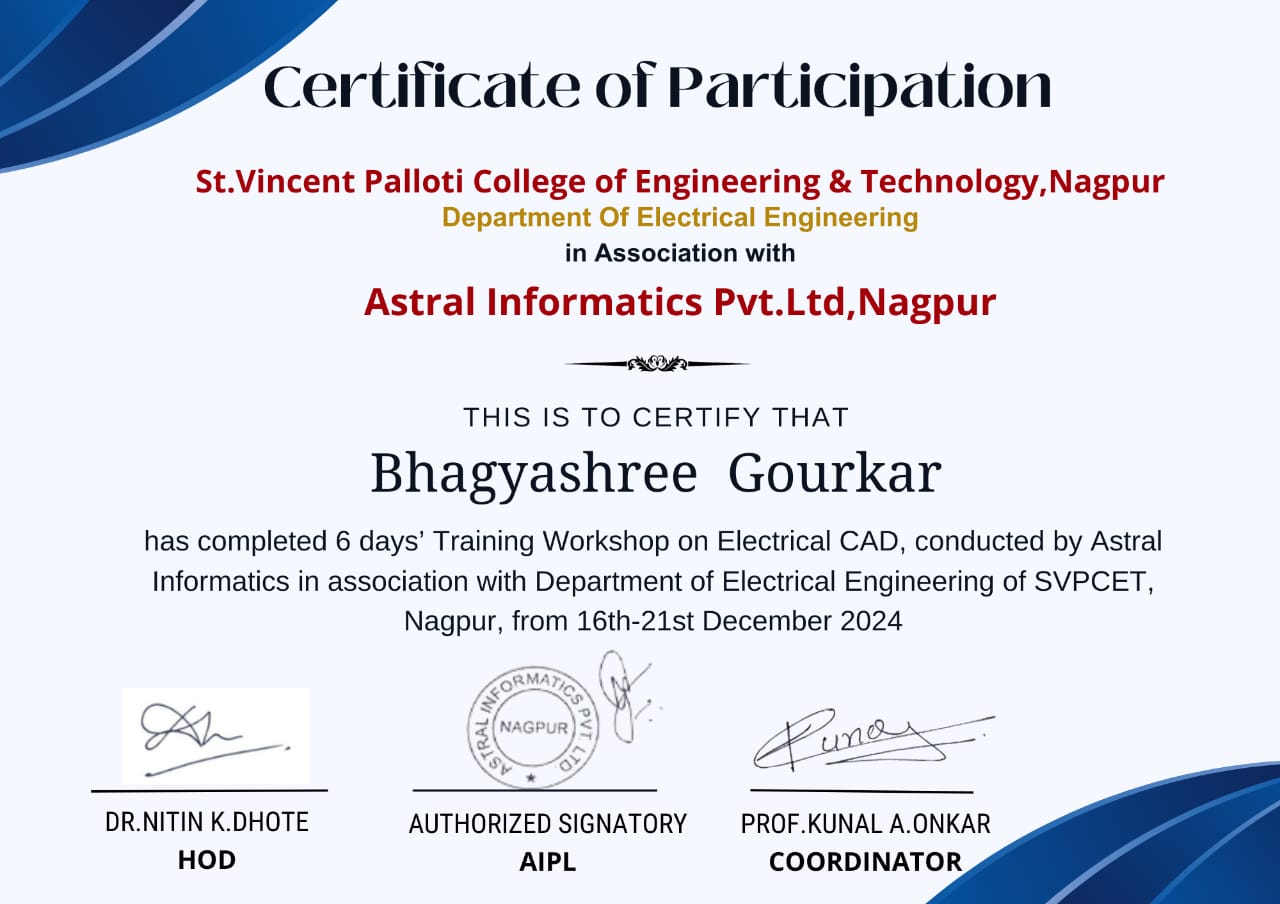 Certificate of Participation
St.Vincent Palloti College of Engineering & Technology,Nagpur
Department Of Electrical Engineering
in Association with
Astral Informatics Pvt.Ltd,Nagpur
THIS IS TO CERTIFY THAT
Bhagyashree Gourkar
has completed 6 days’ Training Workshop on Electrical CAD, conducted by Astral
Informatics in association with Department of Electrical Engineering of SVPCET,
Nagpur, from 16th-21st December 2024
ASTRAL INFORMATICS PVT. LTD
NAGPUR
DR.NITIN K.DHOTE
HOD
AUTHORIZED SIGNATORY
AIPL
PROF.KUNAL A.ONKAR
COORDINATOR